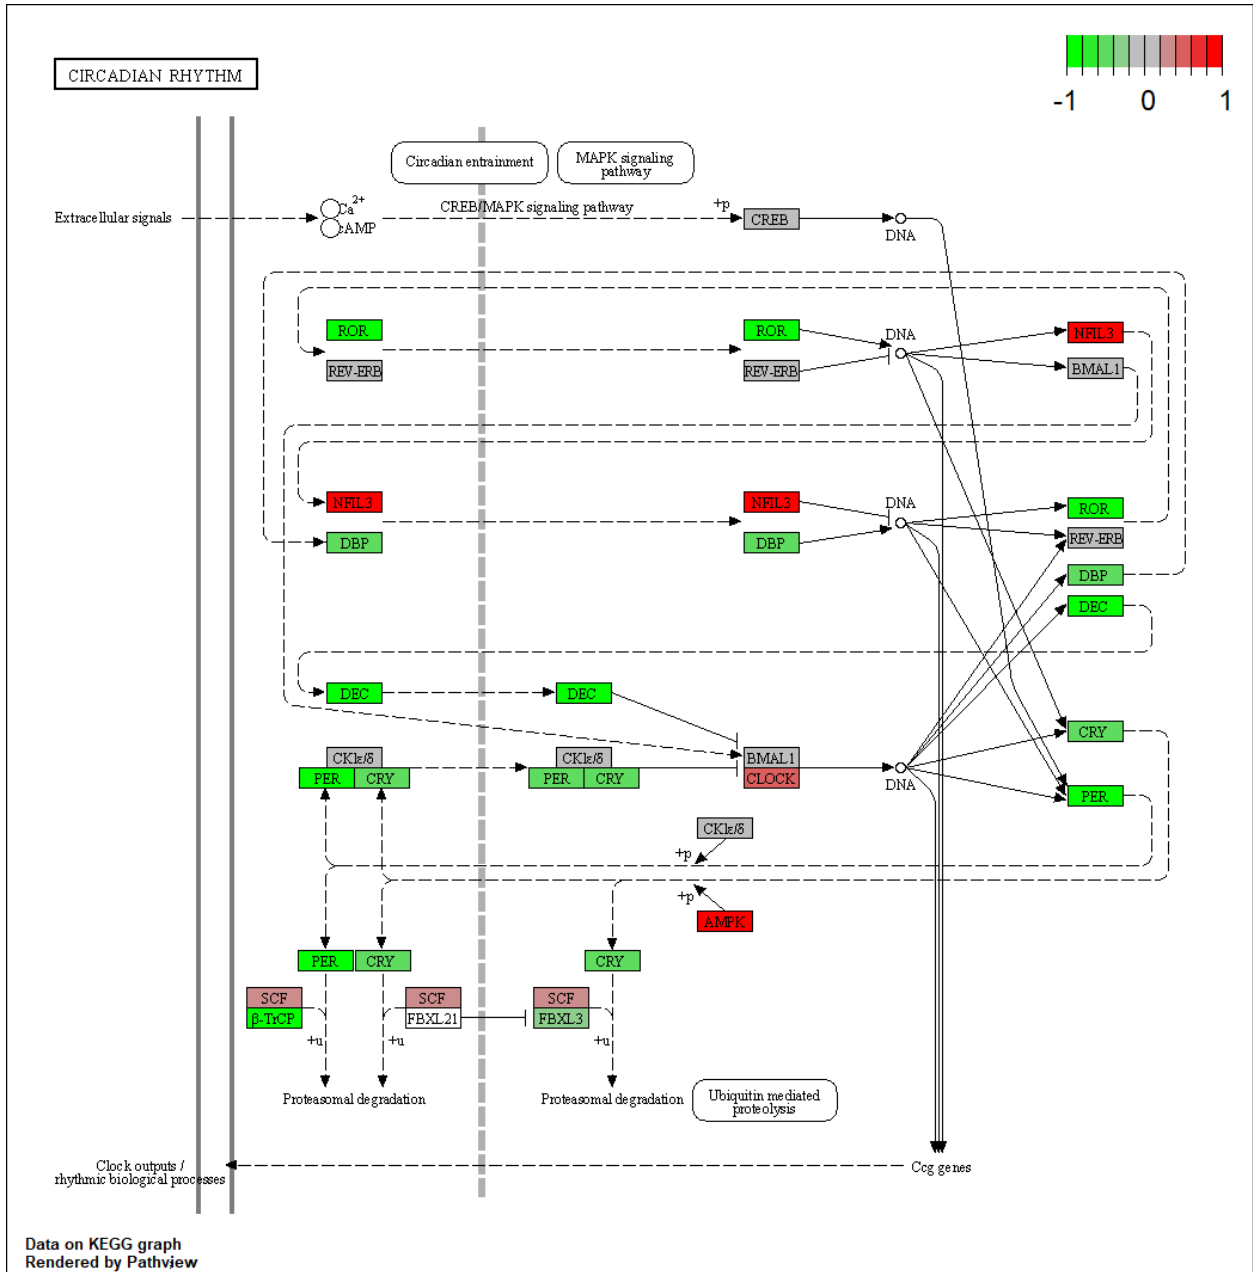 CIRCADIAN RHYTHM
-1 0 1
Circadian entrainment
MAPK signaling
pathway
Extracellular signals
Ca2+
cAMP
CREB/MAPK signaling pathway
+p
CREB
DNA
ROR
REV-ERB
ROR
REV-ERB
DNA
NFIL3
BMAL1
NFIL3
DBP
NFIL3
DBP
DNA
ROR
REV-ERB
DBP
DEC
DEC
DEC
CRY
CKIε/δ
PER CRY
CKIε/δ
PER CRY
BMAL1
CLOCK
DNA
PER
CKIε/δ
+p
+p
AMPK
PER CRY
CRY
SCF
β-TrCP
SCF
FBXL21
SCF
FBXL3
+u
+u
+u
Proteasomal degradation
Proteasomal degradation
Ubiquitin mediated
proteolysis
Clock outputs /
rhythmic biological processes
Ccg genes
Data on KEGG graph
Rendered by Pathview